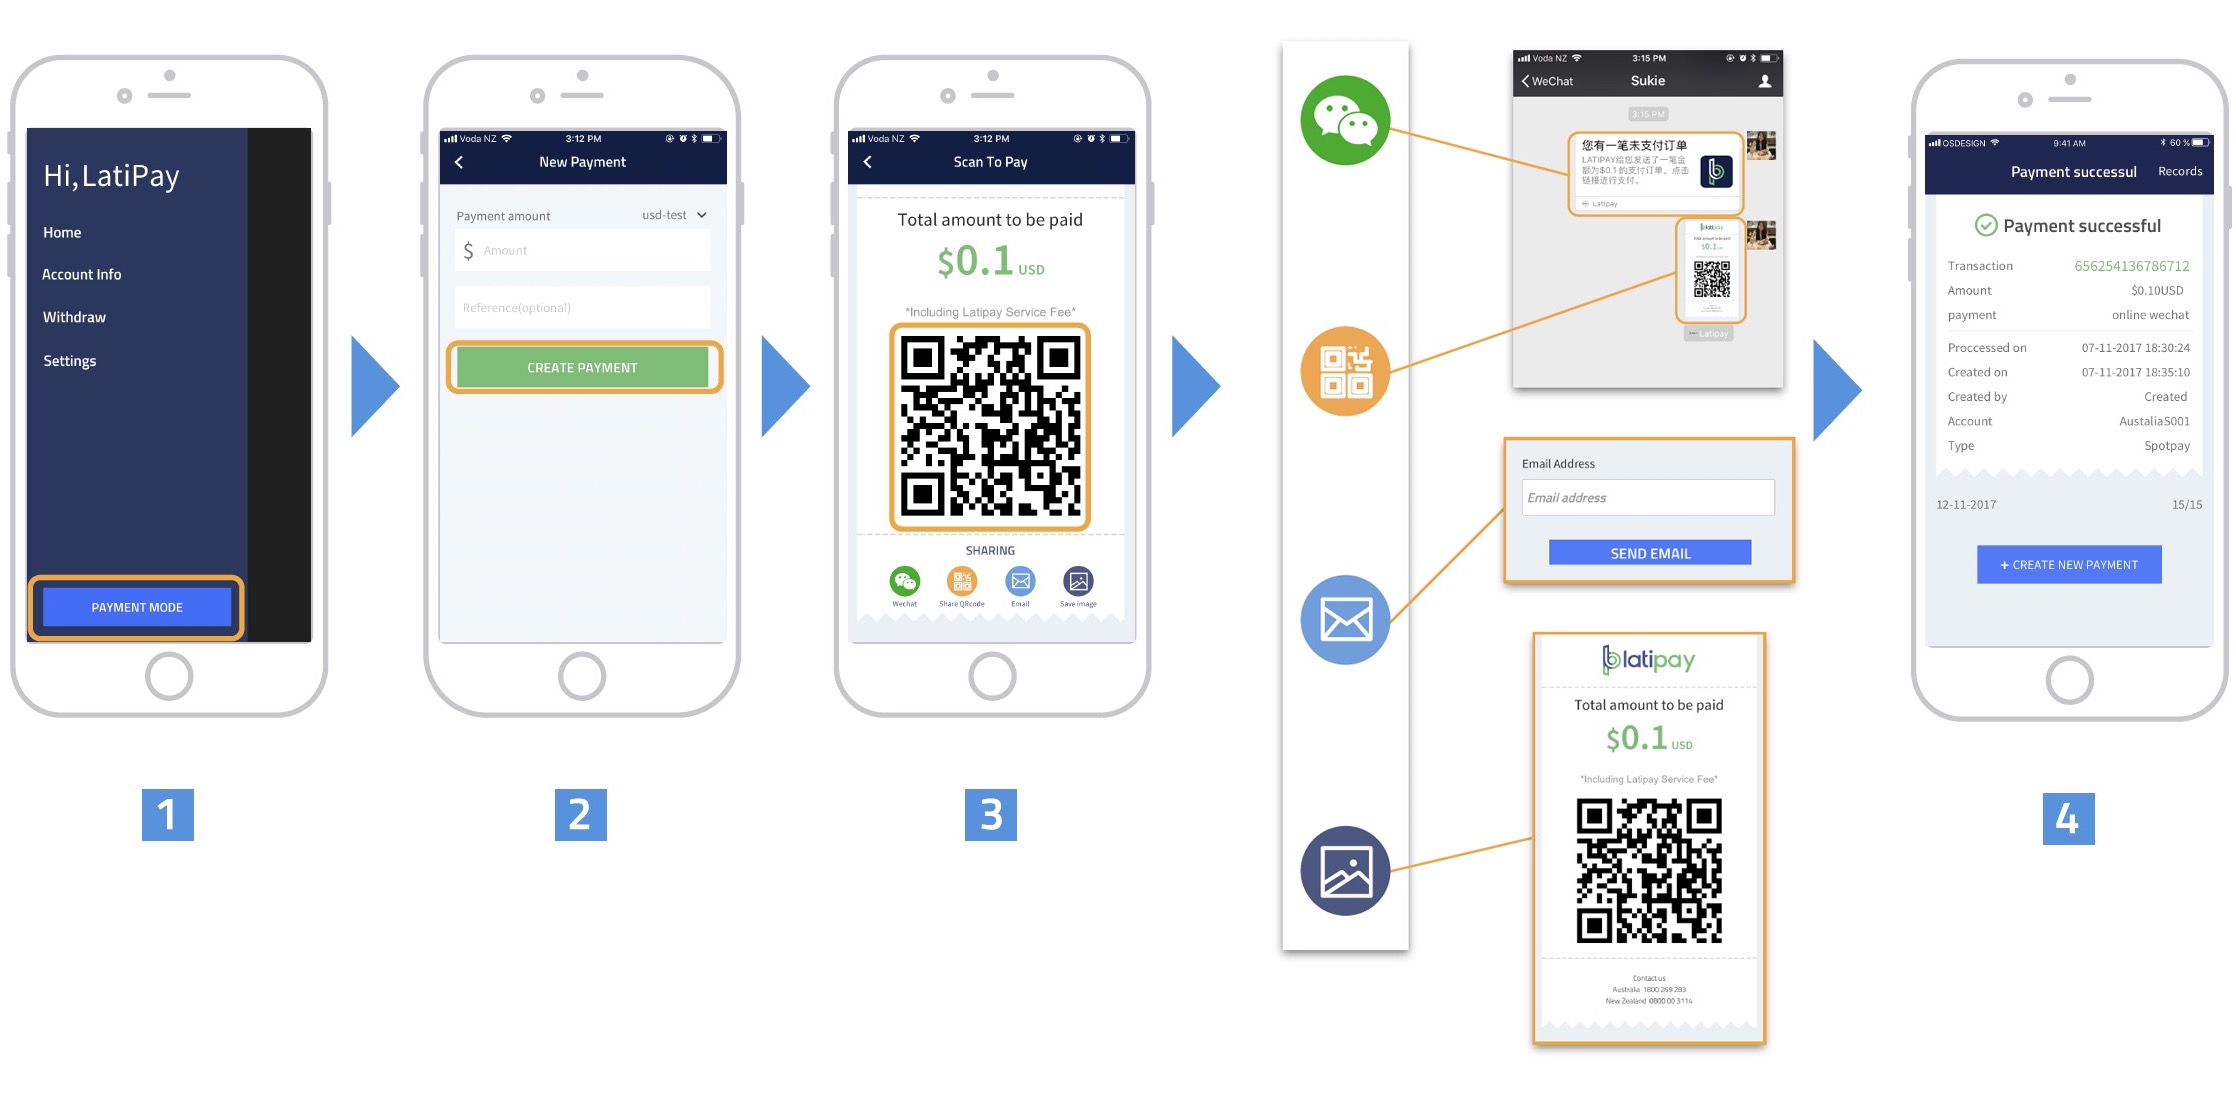 Hi,LatiPay
Home
Account Info
Withdraw
Settings
PAYMENT MODE
1
Voda NZ 3:12 PM
New Payment
Payment amount usd-test
$ Amount
Reference(optional)
CREATE PAYMENT
2
Voda NZ 3:12 PM
Scan To Pay
Total amount to be paid
$0.1 USD
*Including Latipay Service Fee*
SHARING
Wechat Share QRcode Email Save image
3
Voda NZ 3:15 PM
WeChat Sukie
3:15 PM
您有一笔未支付订单
LATIPAY给您发送了一笔金
额为$0.1 的支付订单。点击
链接进行支付。
Latipay
latipay
Total amount to be paid
$0.1
Latipay
Email Address
Email address
SEND EMAIL
latipay
Total amount to be paid
$0.1 USD
*Including Latipay Service Fee*
Contact us
Australia 1800 269 283
New Zealand 0800 00 3114
OSDESIGN 9:41 AM 60 %
Payment successul Records
Payment successful
Transaction 656254136786712
Amount $0.10USD
payment online wechat
Proccessed on 07-11-2017 18:30:24
Created on 07-11-2017 18:35:10
Created by Created
Account AustaliaS001
Type Spotpay
12-11-2017 15/15
+ CREATE NEW PAYMENT
4